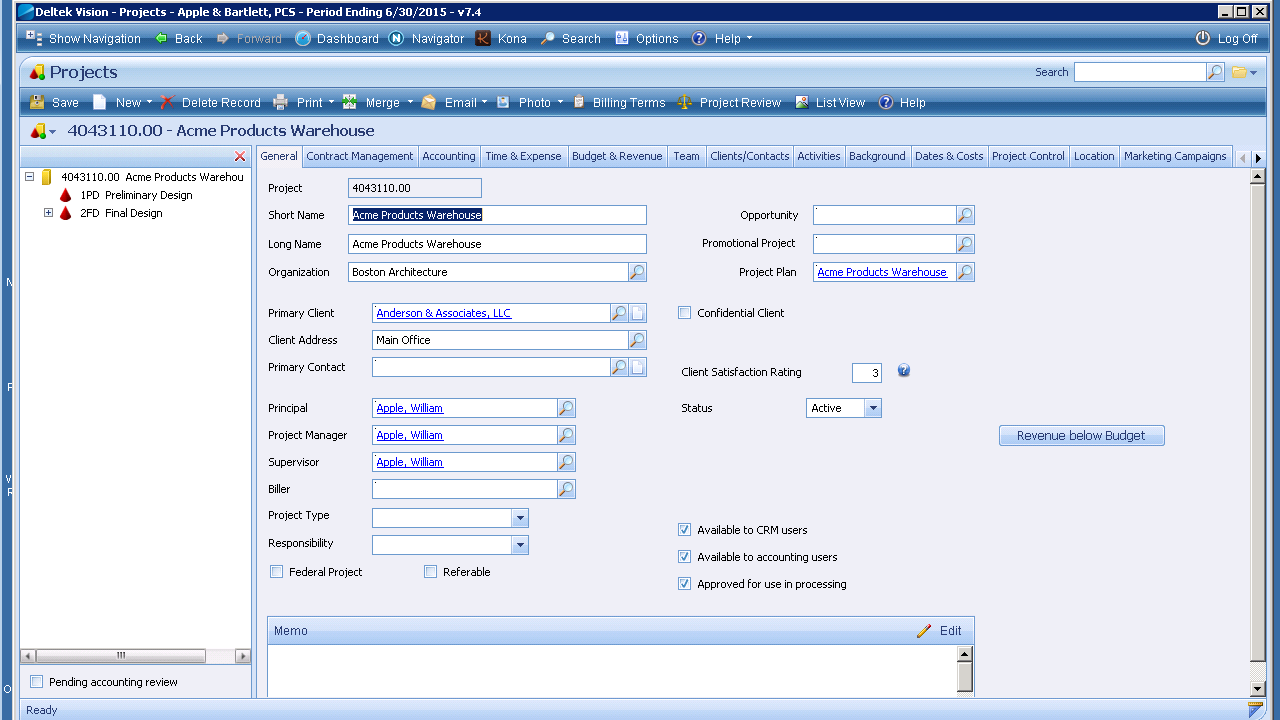 Deltek Vision - Projects - Apple & Bartlett, PCS - Period Ending 6/30/2015 - v7.4
Show Navigation Back Forward Dashboard Navigator Kona Search Options Help Log Off
Projects Search
Save New Delete Record Print Merge Email Photo Billing Terms Project Review List View Help
4043110.00 - Acme Products Warehouse
General Contract Management Accounting Time & Expense Budget & Revenue Team Clients/Contacts Activities Background Dates & Costs Project Control Location Marketing Campaigns
4043110.00 Acme Products Warehou
1PD Preliminary Design
2FD Final Design
Project 4043110.00
Short Name Acme Products Warehouse Opportunity
Long Name Acme Products Warehouse Promotional Project
Organization Boston Architecture Project Plan Acme Products Warehouse
Primary Client Anderson & Associates, LLC Confidential Client
Client Address Main Office
Primary Contact Client Satisfaction Rating 3
Principal Apple, William Status Active
Project Manager Apple, William Revenue below Budget
Supervisor Apple, William
Biller
Project Type Available to CRM users
Responsibility Available to accounting users
Federal Project Referable Approved for use in processing
Memo Edit
Pending accounting review
Ready